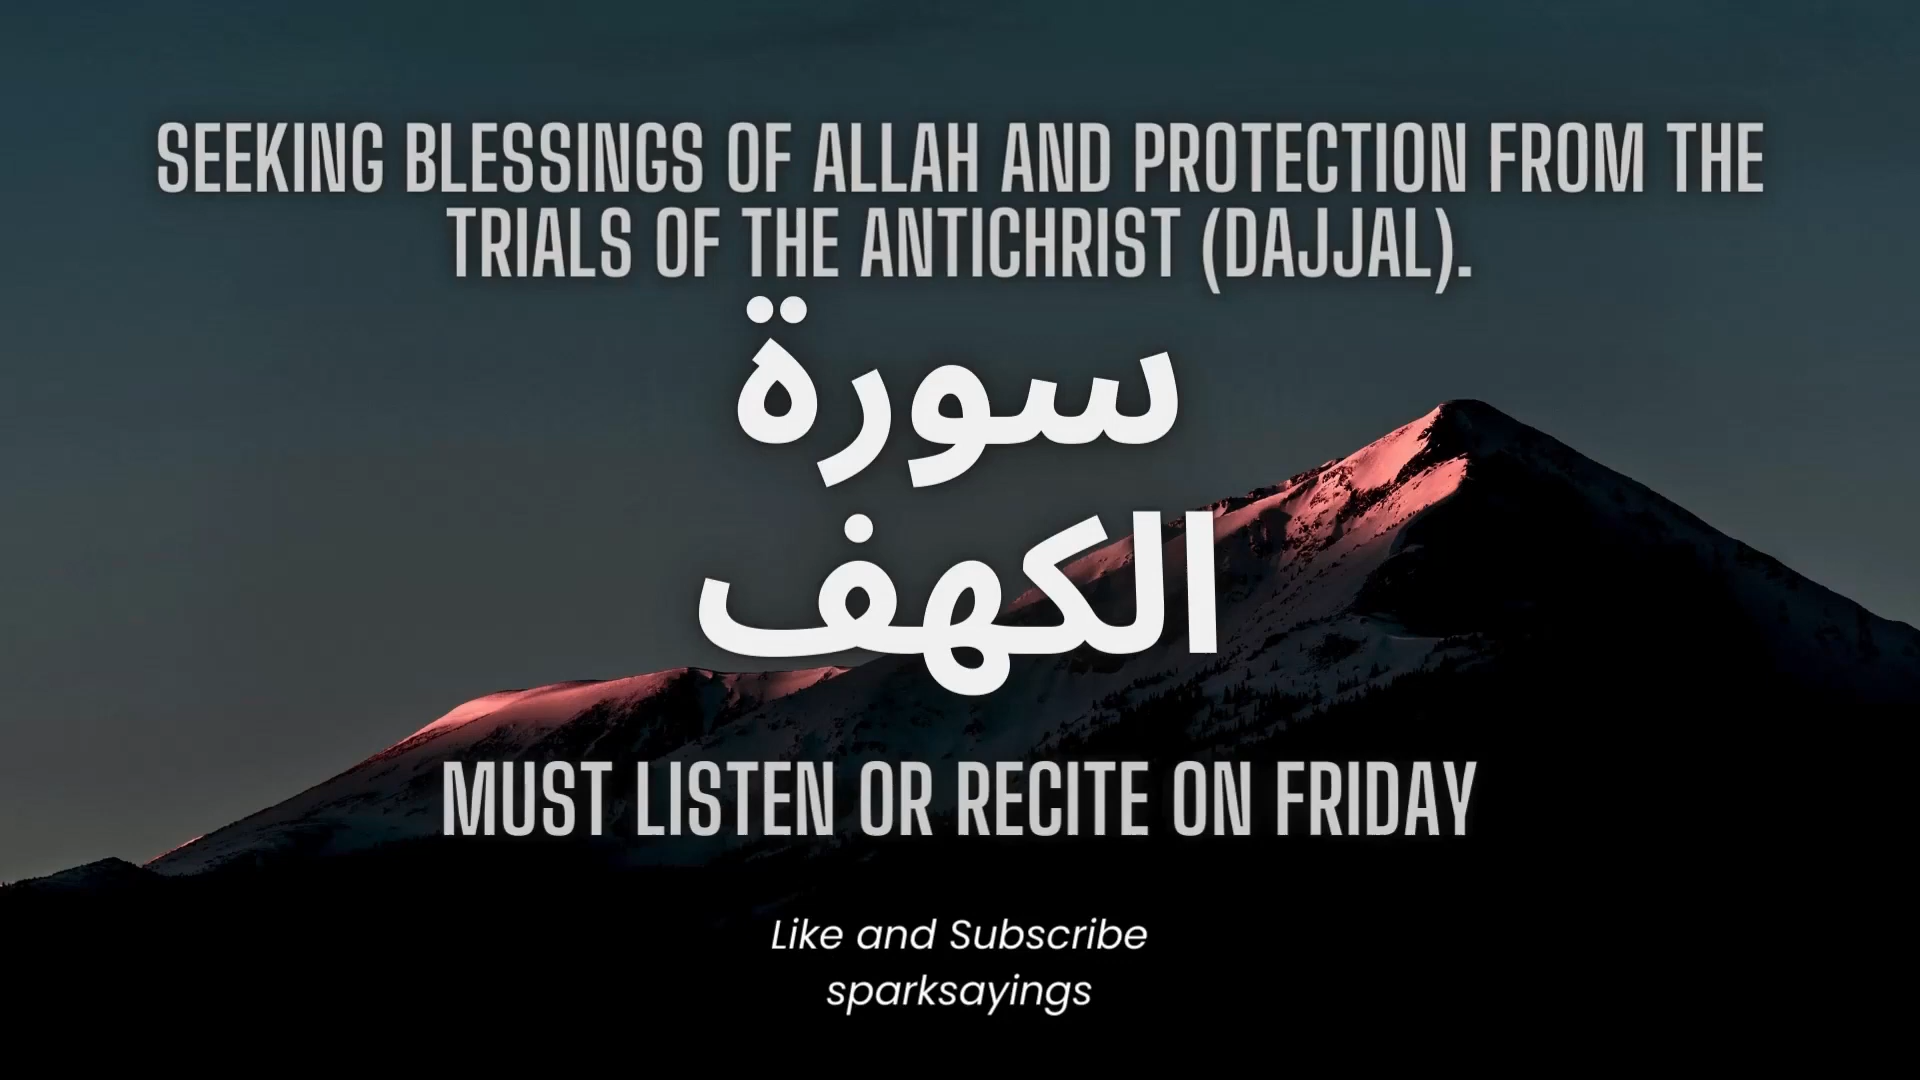 SEEKING BLESSINGS OF ALLAH AND PROTECTION FROM THE
TRIALS OF THE ANTICHRIST (DAJJAL).
سورة
الكهف
MUST LISTEN OR RECITE ON FRIDAY
Like and Subscribe
sparksayings